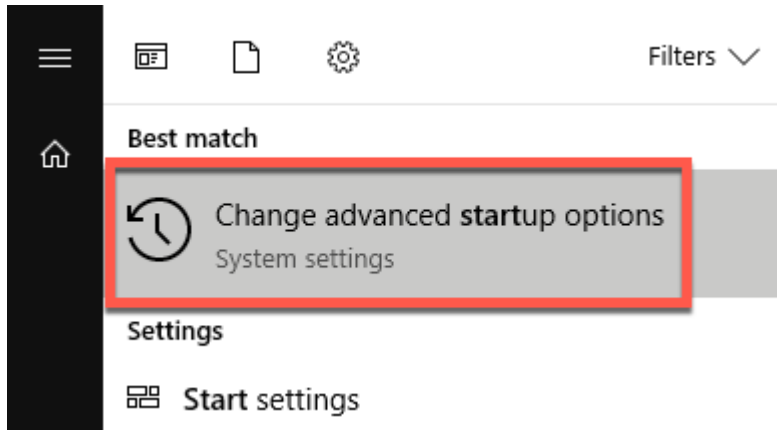 Filters
Best match
Change advanced startup options
System settings
Settings
Start settings